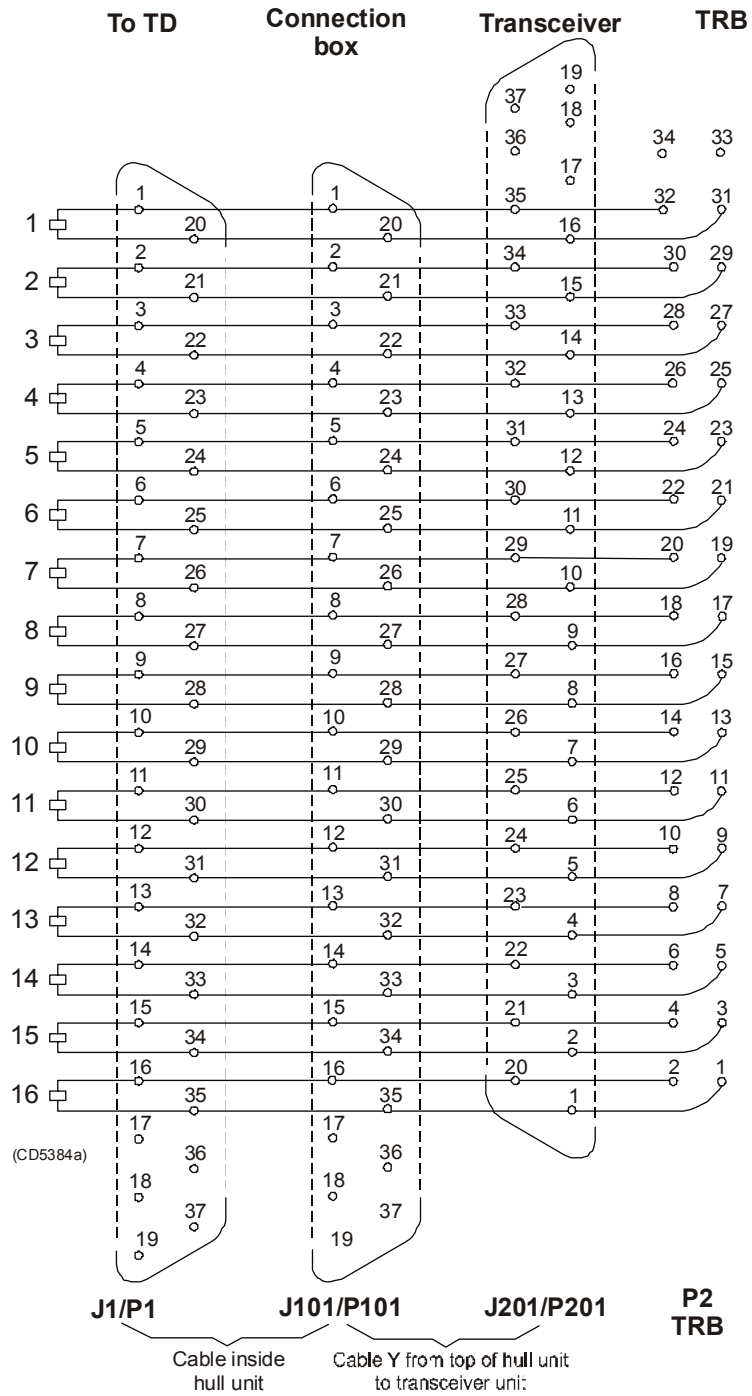 To TD Connection box Transceiver TRB
19
37
18
36 34 33
17
1 1 35 32 31
1
20 20 16
2 2 34 30 29
2
21 21 15
3 3 33 28 27
3
22 22 14
4 4 32 26 25
4
23 23 13
5 5 31 24 23
5
24 24 12
6 6 30 22 21
6
25 25 11
7 7 29 20 19
7
26 26 10
8 8 28 18 17
8
27 27 9
9 9 27 16 15
9
28 28 8
10 10 26 14 13
10
29 29 7
11 11 25 12 11
11
30 30 6
12 12 24 10 9
12
31 31 5
13 13 23 8 7
13
32 32 4
14 14 22 6 5
14
33 33 3
15 15 21 4 3
15
34 34 2
16 16 20 2 1
16
35 35 1
17 17
(CD5384a) 36 36
18 18
37 37
19 19
J1/P1 J101/P101 J201/P201 P2
TRB
Cable inside
hull unit
Cable Y from top of hull unit
to transceiver unit